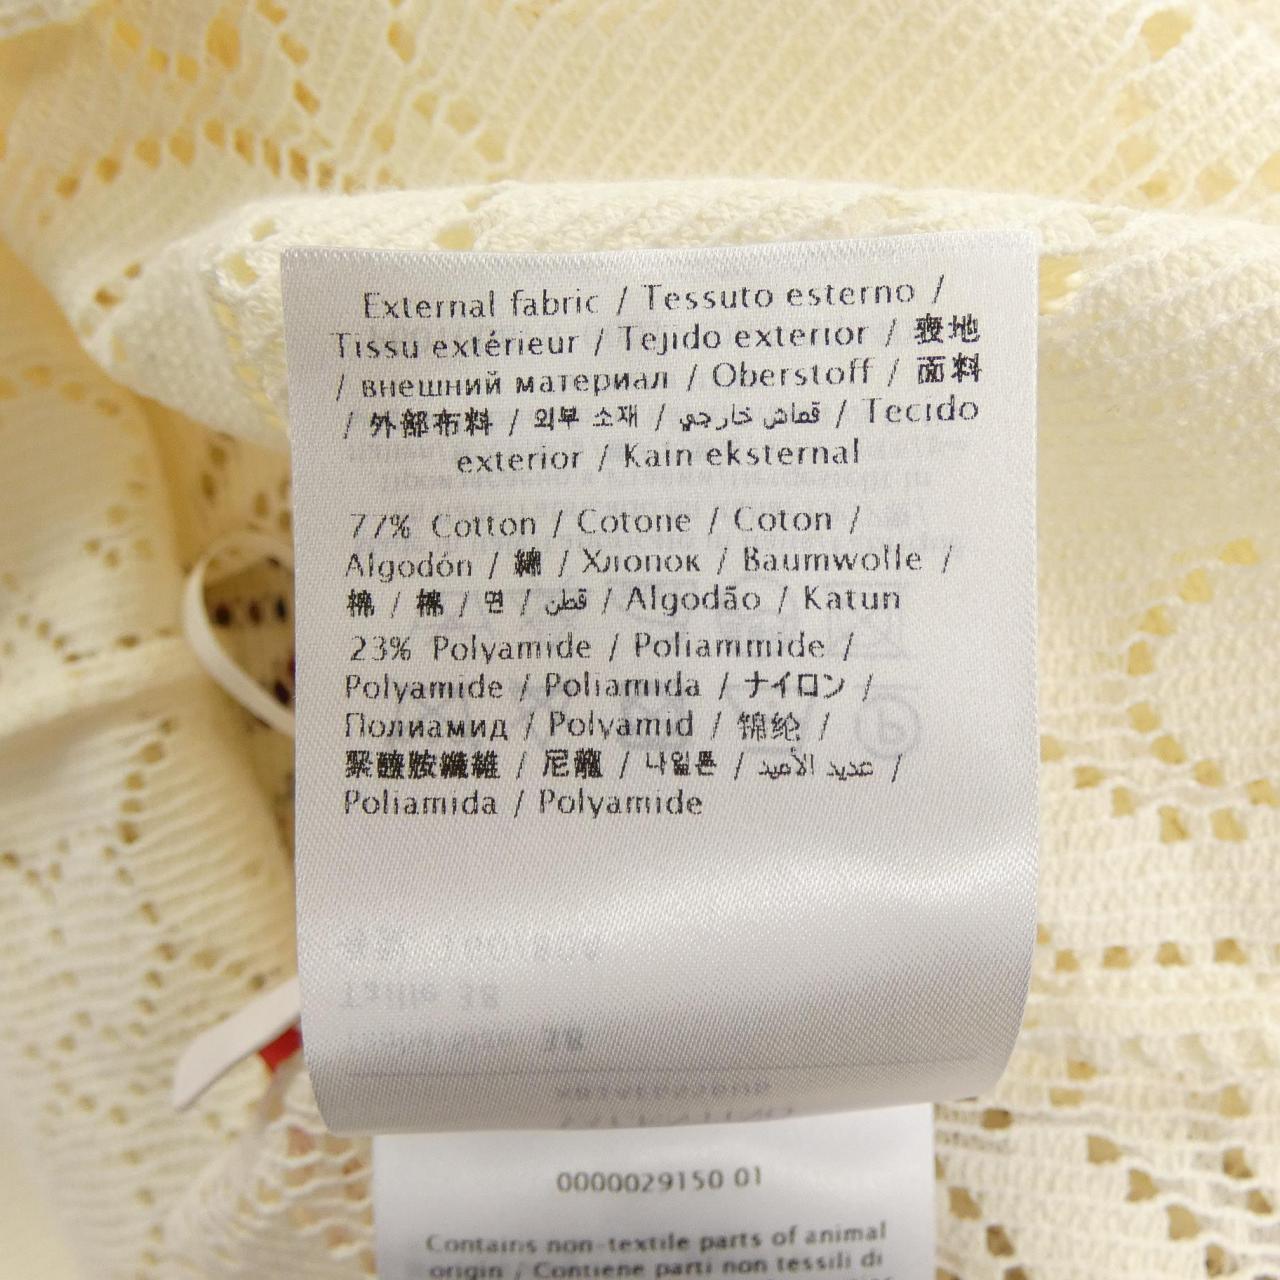 External fabric / Tessuto esterno /
Tissu extérieur / Tejido exterior / 表地
/ внешний материал / Oberstoff / 面料
/ 外部布料 / 외부 소재 / قماش خارجي / Tecido
exterior / Kain eksternal
77% Cotton / Cotone / Coton /
Algodón / 綿 / Хлопок / Baumwolle /
棉 / 棉 / 면 / قطن / Algodão / Katun
23% Polyamide / Poliammide /
Polyamide / Poliamida / ナイロン /
Полиамид / Polyamid / 锦纶 /
聚醯胺纖維 / 尼龍 / 나일론 / عديد الأميد /
Poliamida / Polyamide
Taille 38
38
0000029150 01
Contains non-textile parts of animal
origin / Contiene parti non tessili di